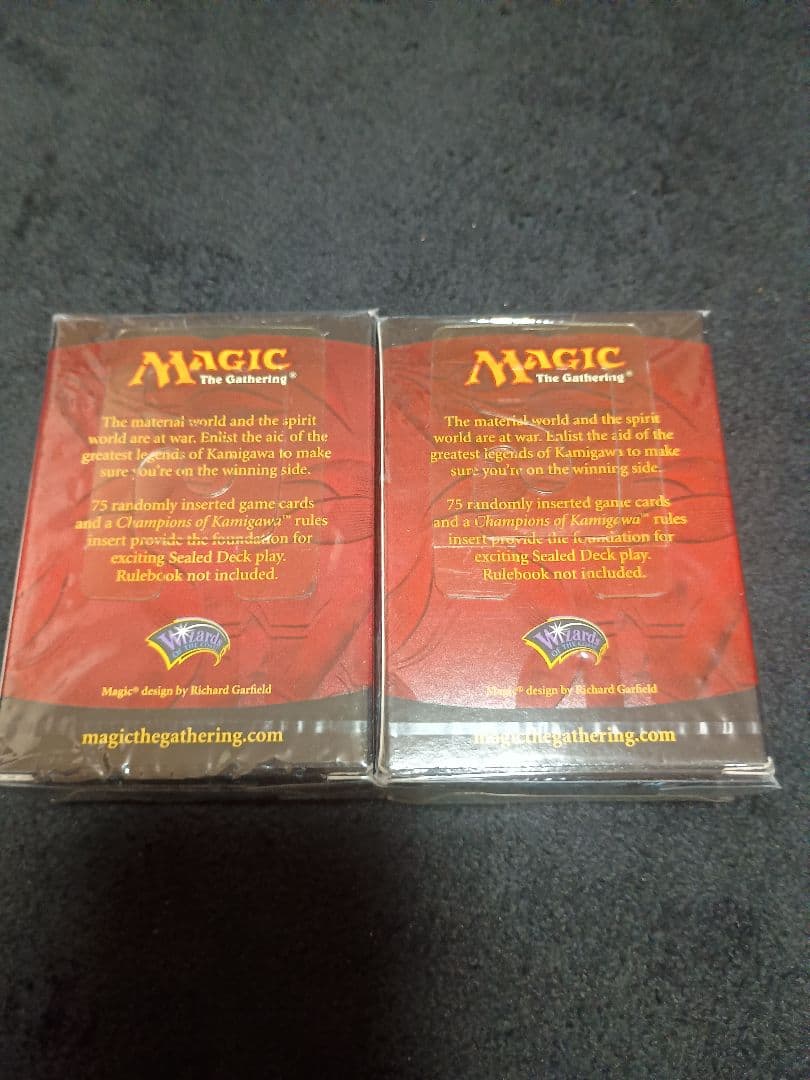 MAGIC
The Gathering®
The material world and the spirit
world are at war. Enlist the aid of the
greatest legends of Kamigawa to make
sure you're on the winning side.
75 randomly inserted game cards
and a Champions of Kamigawa™ rules
insert provide the foundation for
exciting Sealed Deck play.
Rulebook not included.
Wizards
OF THE COAST
Magic® design by Richard Garfield
magicthegathering.com
MAGIC
The Gathering®
The material world and the spirit
world are at war. Enlist the aid of the
greatest legends of Kamigawa to make
sure you're on the winning side.
75 randomly inserted game cards
and a Champions of Kamigawa™ rules
insert provide the foundation for
exciting Sealed Deck play.
Rulebook not included.
Wizards
OF THE COAST
Magic® design by Richard Garfield
magicthegathering.com